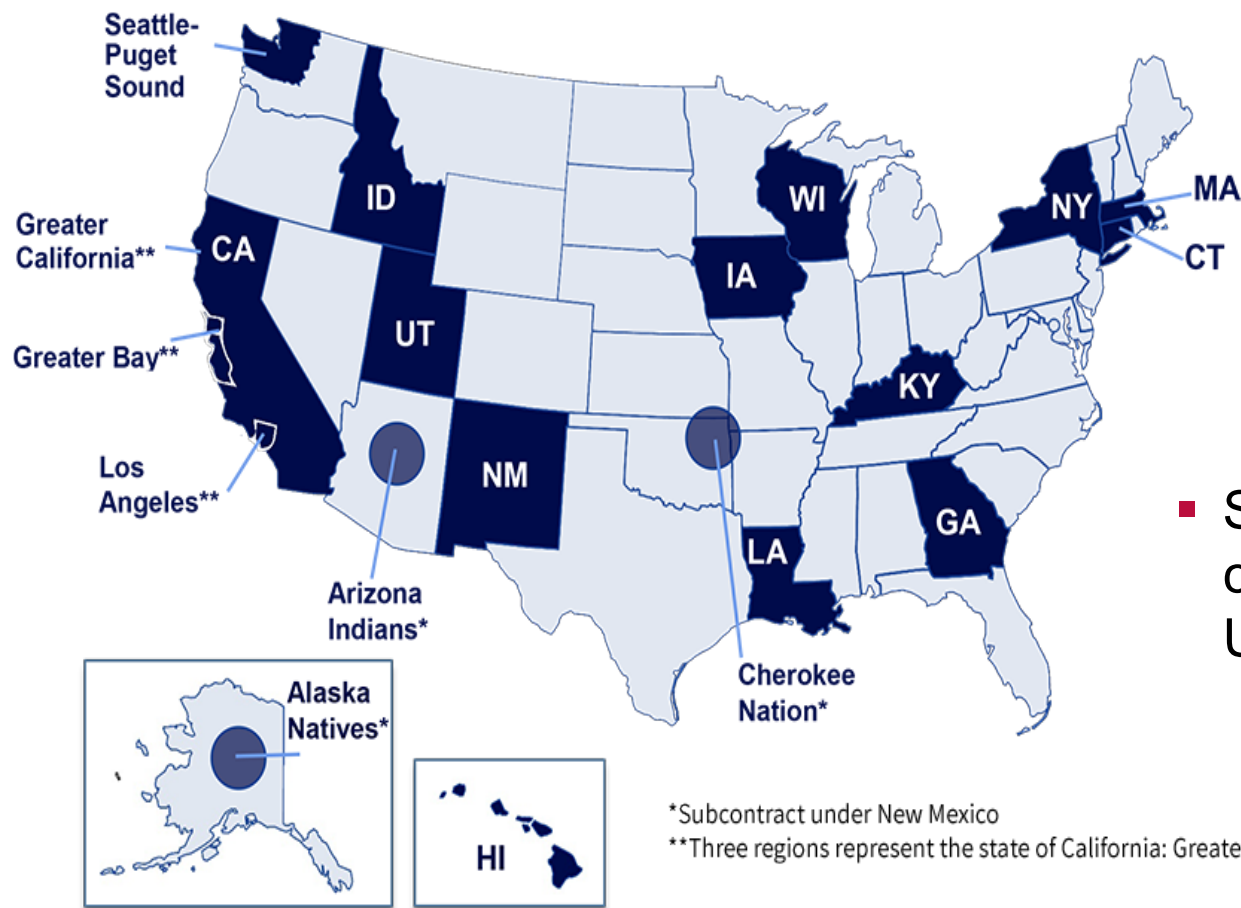 Seattle-
Puget
Sound
ID
WI
NY
MA
CT
Greater
California**
CA
IA
UT
Greater Bay**
KY
Los
Angeles**
NM
GA
LA
Arizona
Indians*
Cherokee
Nation*
Alaska
Natives*
HI
*Subcontract under New Mexico
**Three regions represent the state of California: